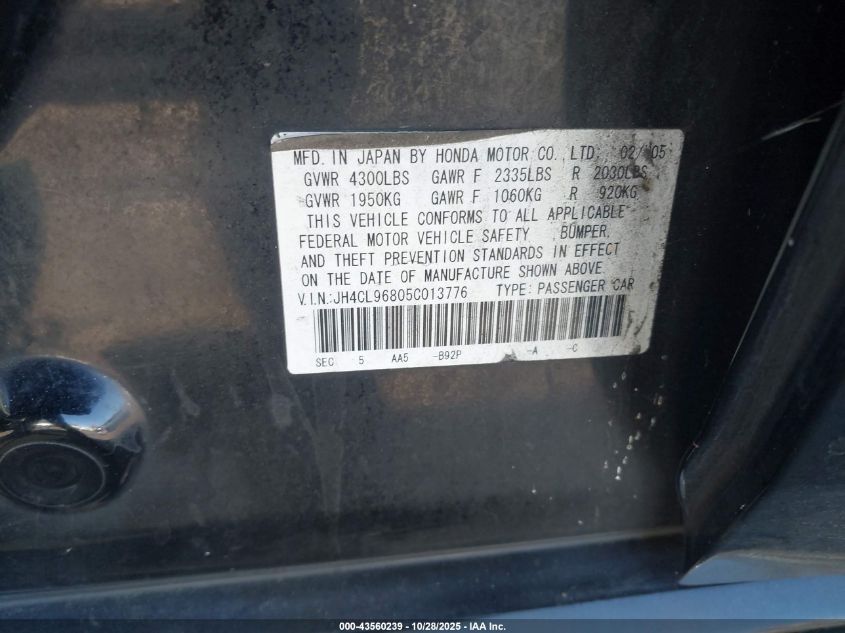 MFD. IN JAPAN BY HONDA MOTOR CO., LTD. 02/05
GVWR 4300LBS GAWR F 2335LBS R 2030LBS
GVWR 1950KG GAWR F 1060KG R 920KG
THIS VEHICLE CONFORMS TO ALL APPLICABLE
FEDERAL MOTOR VEHICLE SAFETY, BUMPER,
AND THEFT PREVENTION STANDARDS IN EFFECT
ON THE DATE OF MANUFACTURE SHOWN ABOVE.
V.I.N.:JH4CL96805C013776 TYPE: PASSENGER CAR
SEC 5 AA5 -B92P -A -C
000-43560239 | 10/28/2025 - IAA Inc.